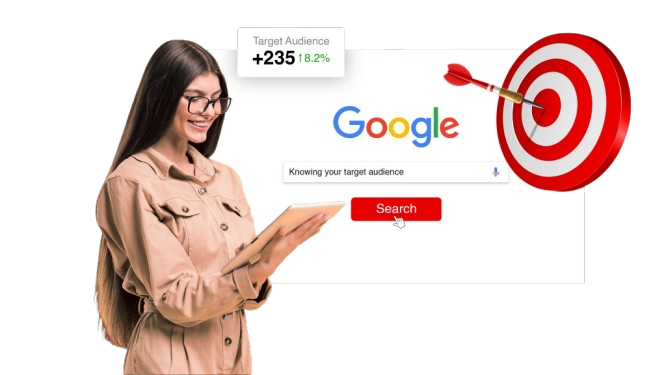 Target Audience
+235 ↑8.2%
Google
Knowing your target audience
Search